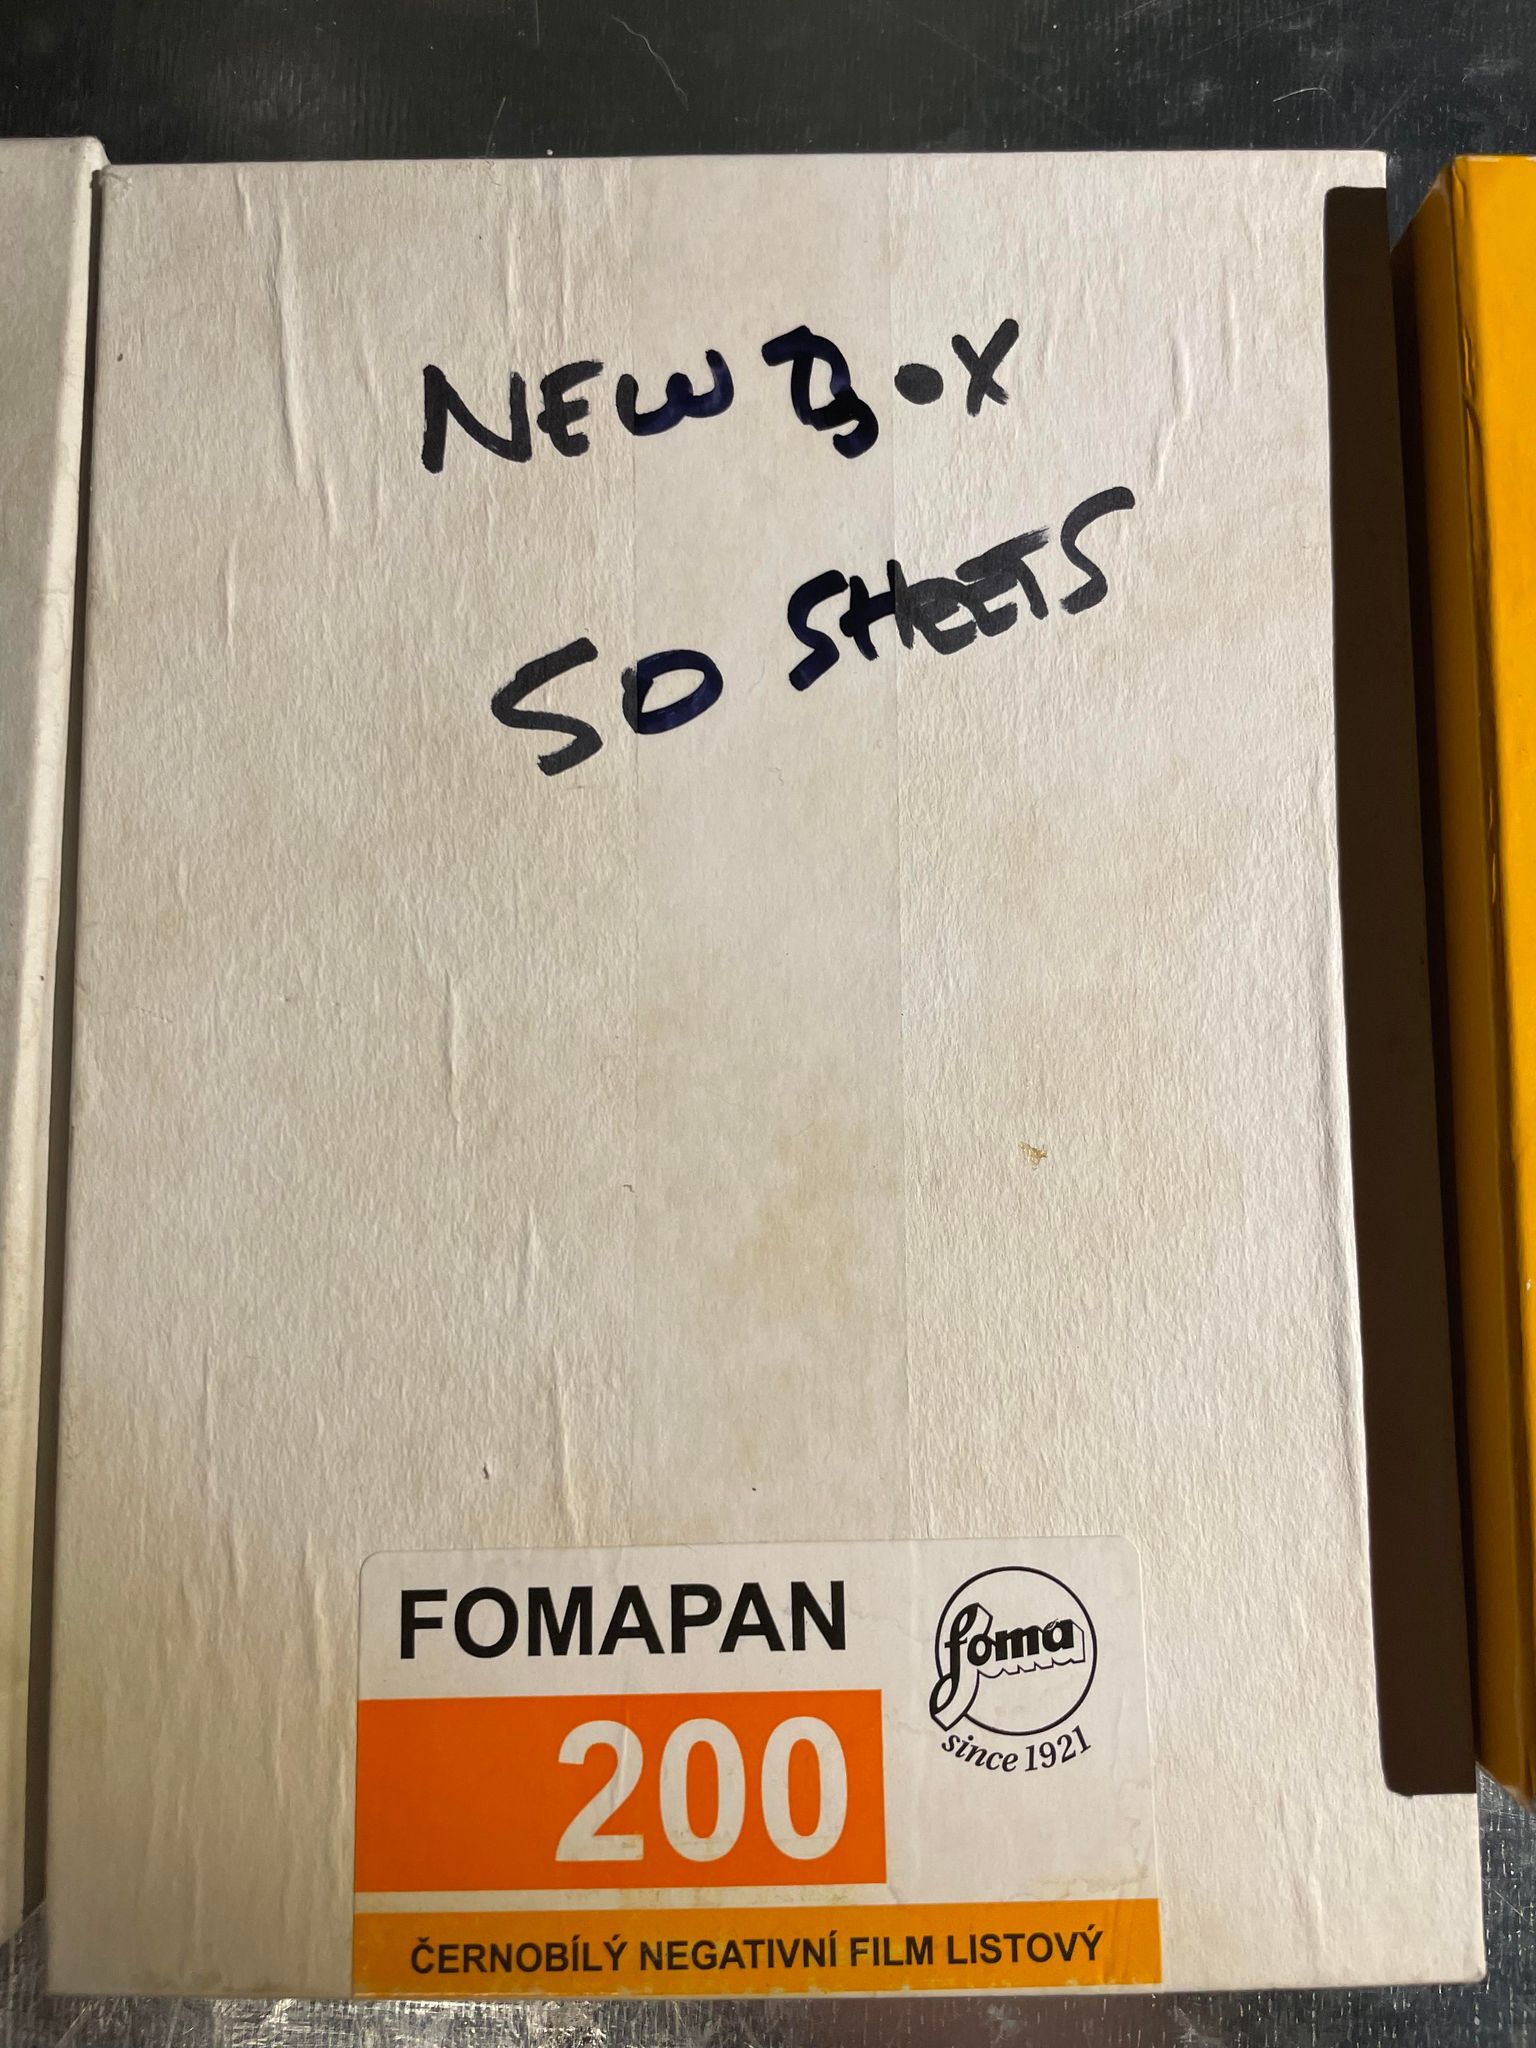 NEW BOX
50 SHEETS
FOMAPAN
200
foma
since 1921
ČERNOBÍLÝ NEGATIVNÍ FILM LISTOVÝ